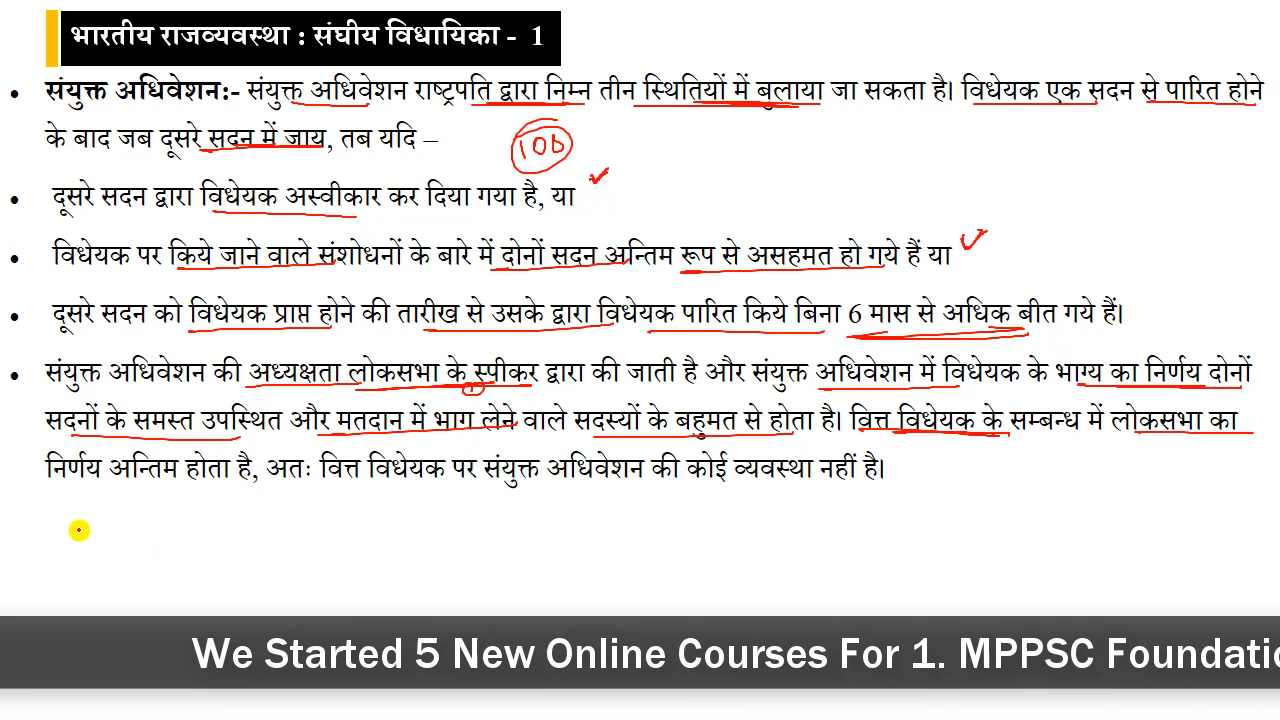 भारतीय राजव्यवस्था : संघीय विधायिका - 1
• संयुक्त अधिवेशन:- संयुक्त अधिवेशन राष्ट्रपति द्वारा निम्न तीन स्थितियों में बुलाया जा सकता है। विधेयक एक सदन से पारित होने
के बाद जब दूसरे सदन में जाय, तब यदि –
108
• दूसरे सदन द्वारा विधेयक अस्वीकार कर दिया गया है, या
• विधेयक पर किये जाने वाले संशोधनों के बारे में दोनों सदन अन्तिम रूप से असहमत हो गये हैं या
• दूसरे सदन को विधेयक प्राप्त होने की तारीख से उसके द्वारा विधेयक पारित किये बिना 6 मास से अधिक बीत गये हैं।
• संयुक्त अधिवेशन की अध्यक्षता लोकसभा के स्पीकर द्वारा की जाती है और संयुक्त अधिवेशन में विधेयक के भाग्य का निर्णय दोनों
सदनों के समस्त उपस्थित और मतदान में भाग लेने वाले सदस्यों के बहुमत से होता है। वित्त विधेयक के सम्बन्ध में लोकसभा का
निर्णय अन्तिम होता है, अतः वित्त विधेयक पर संयुक्त अधिवेशन की कोई व्यवस्था नहीं है।
We Started 5 New Online Courses For 1. MPPSC Foundatio